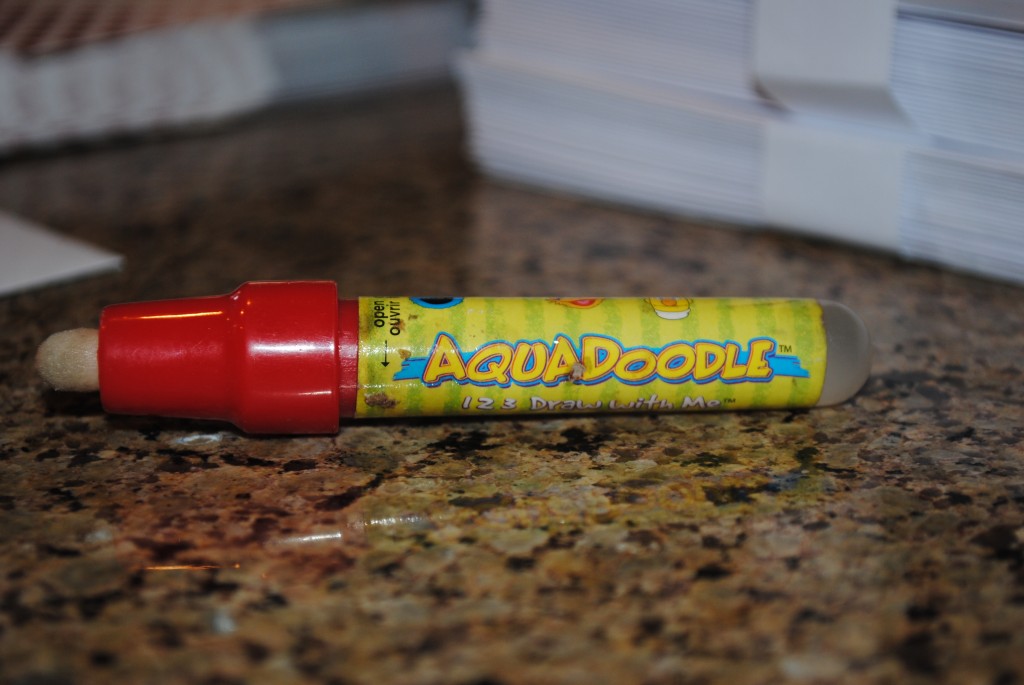 open
ouvrir
AQUADOODLE™
123 Draw with Me™